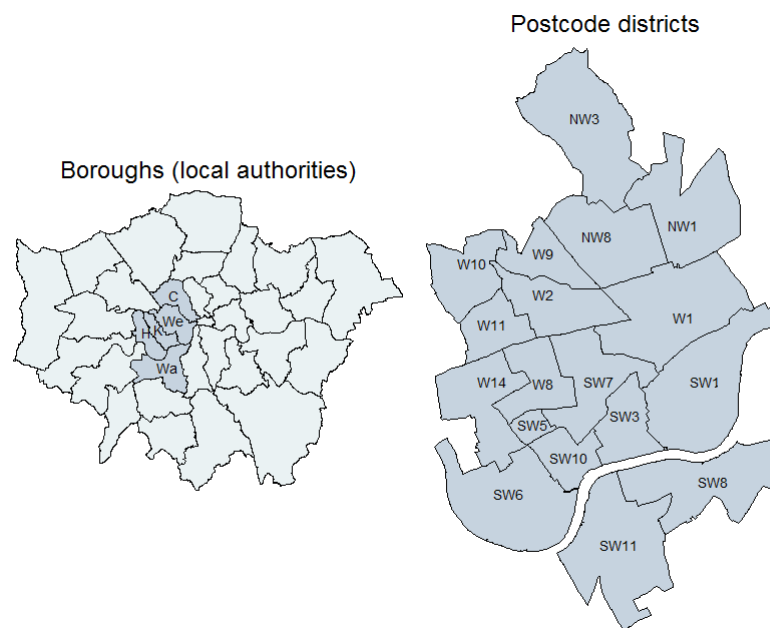 Postcode districts
Boroughs (local authorities)
C
We
H
K
Wa
NW3
NW8
NW1
W10
W9
W2
W11
W1
W14
W8
SW7
SW1
SW5
SW3
SW10
SW6
SW8
SW11